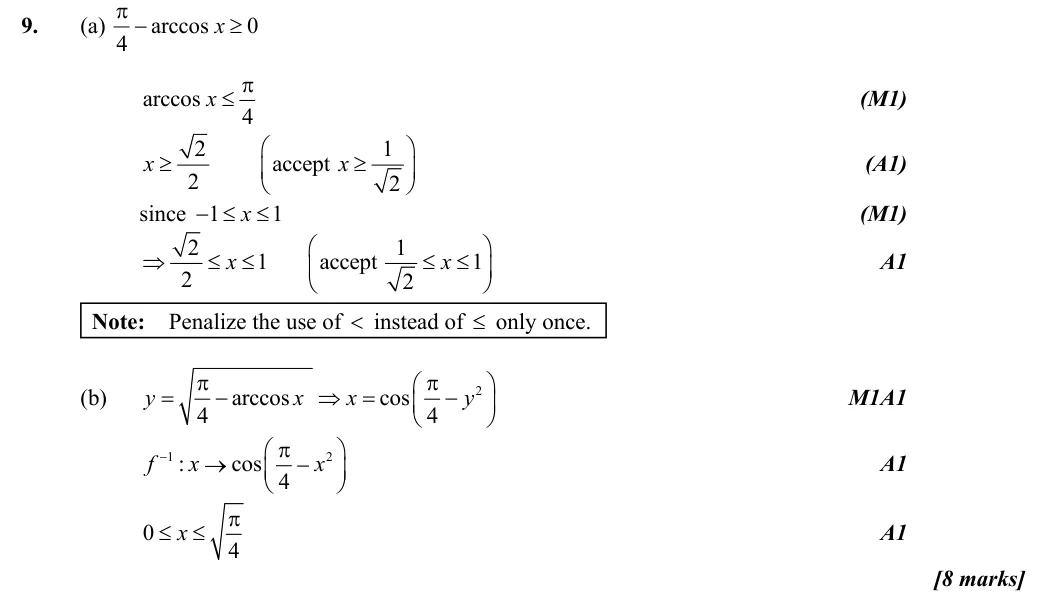 9. (a) π/4 − arccos x ≥ 0
arccos x ≤ π/4 (M1)
x ≥ √2/2 (accept x ≥ 1/√2) (A1)
since −1 ≤ x ≤ 1 (M1)
⇒ √2/2 ≤ x ≤ 1 (accept 1/√2 ≤ x ≤ 1) A1
Note: Penalize the use of < instead of ≤ only once.
(b) y = √(π/4 − arccos x) ⇒ x = cos(π/4 − y²) M1A1
f⁻¹ : x → cos(π/4 − x²) A1
0 ≤ x ≤ √(π/4) A1
[8 marks]